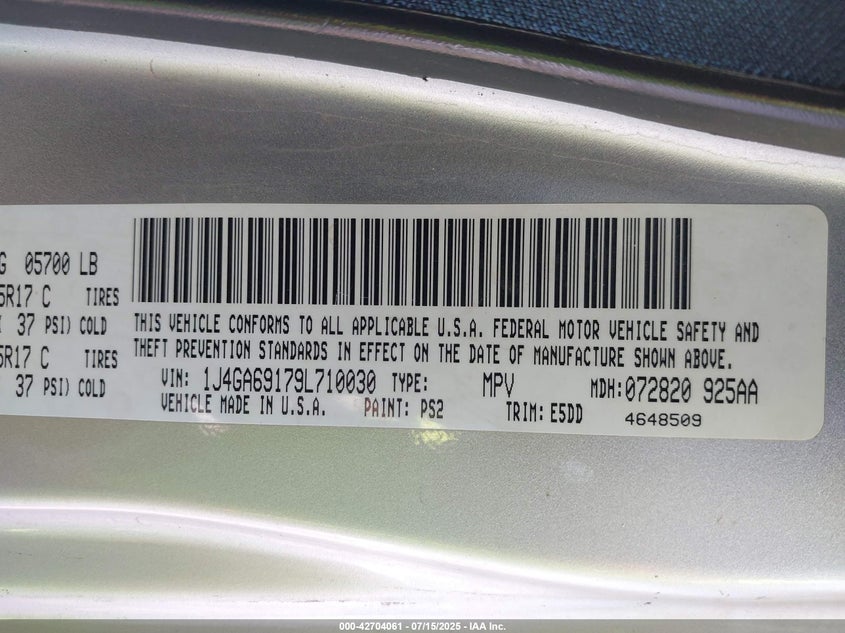 G 05700 LB
5R17 C TIRES
37 PSI) COLD
5R17 C TIRES
37 PSI) COLD
THIS VEHICLE CONFORMS TO ALL APPLICABLE U.S.A. FEDERAL MOTOR VEHICLE SAFETY AND
THEFT PREVENTION STANDARDS IN EFFECT ON THE DATE OF MANUFACTURE SHOWN ABOVE.
VIN: 1J4GA69179L710030 TYPE: MPV MDH:072820 925AA
VEHICLE MADE IN U.S.A. PAINT: PS2 TRIM: E5DD 4648509
000-42704061 - 07/15/2025 - IAA Inc.